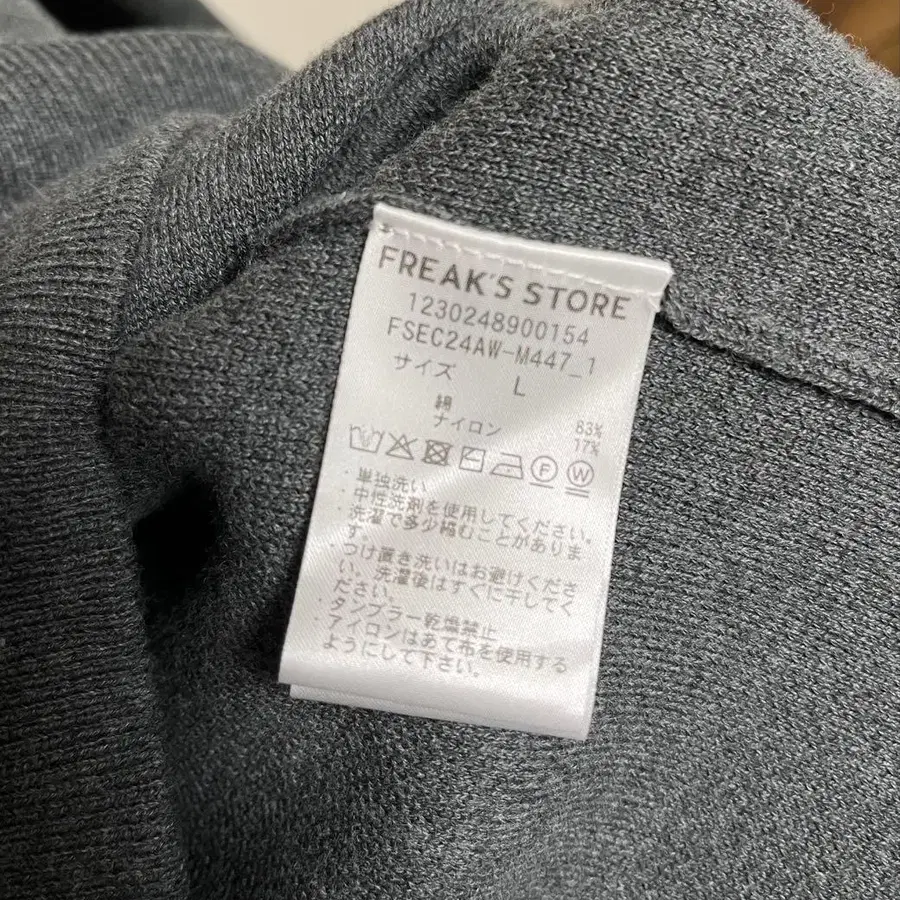 FREAK'S STORE
1230248900154
FSEC24AW-M447_1
サイズ L
綿 83%
ナイロン 17%
F W
・単独洗い
・中性洗剤を使用してください。
・洗濯で多少縮むことがありま
す。
・つけ置き洗いはお避けくださ
い。洗濯後はすぐに干してく
ださい。
・タンブラー乾燥禁止
・アイロンはあて布を使用する
ようにして下さい。